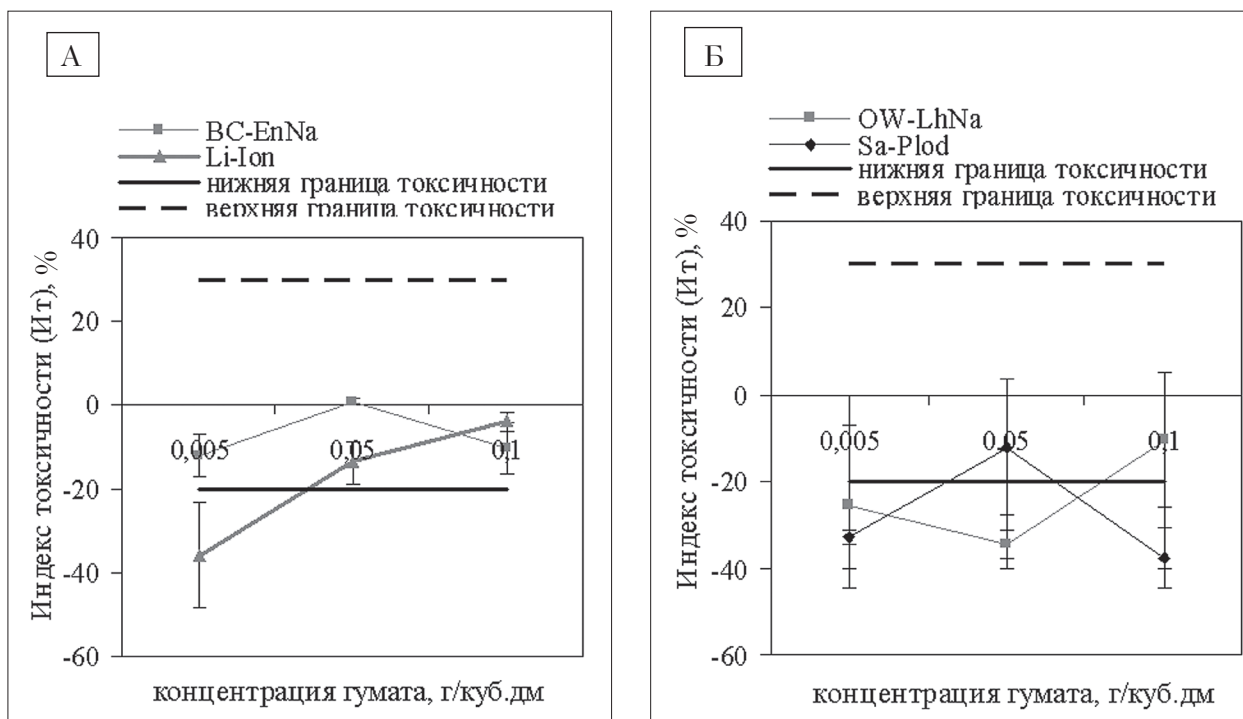 А
BC-EnNa
Li-Ion
нижняя граница токсичности
верхняя граница токсичности
Индекс токсичности (Ит), %
40
20
0
-20
-40
-60
0,005
0,05
0,1
концентрация гумата, г/куб.дм
Б
OW-LhNa
Sa-Plod
нижняя граница токсичности
верхняя граница токсичности
Индекс токсичности (Ит), %
40
20
0
-20
-40
-60
0,005
0,05
0,1
концентрация гумата, г/куб.дм